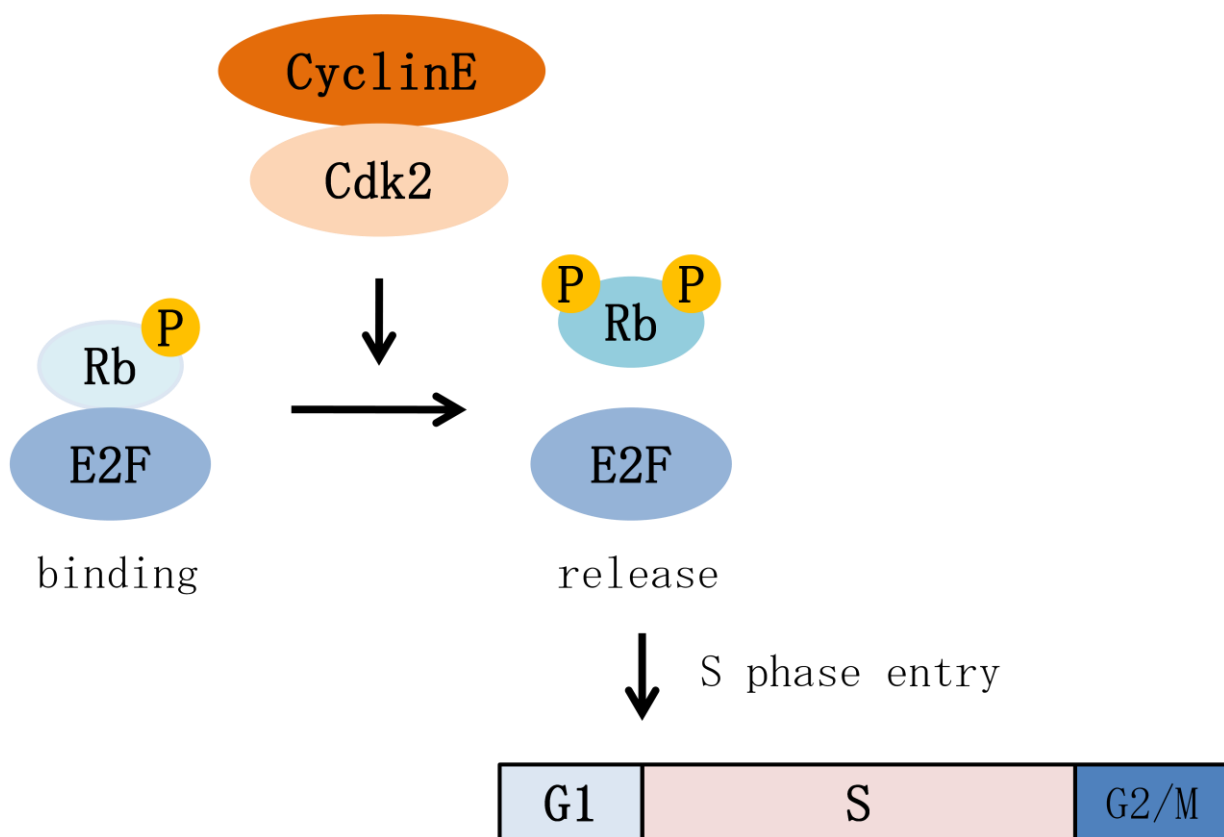 CyclinE
Cdk2
P
Rb
E2F
binding
P P
Rb
E2F
release
S phase entry
G1 S G2/M